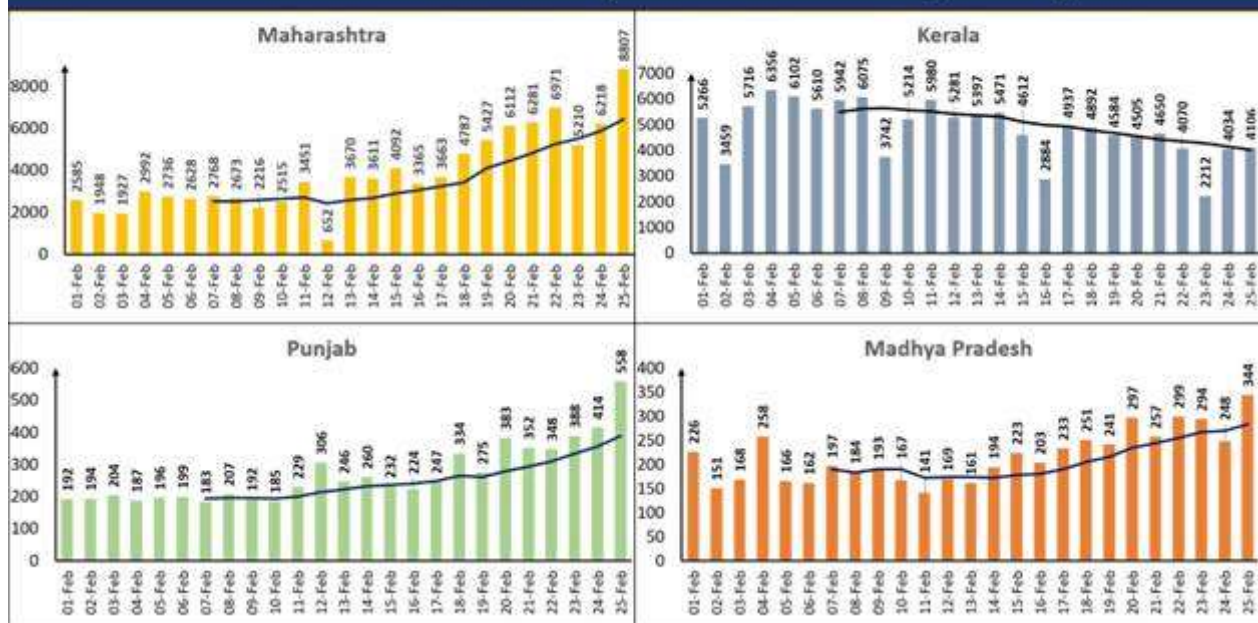 Maharashtra
8000
6000
4000
2000
0
2585
1948
1927
2992
2736
2628
2768
2673
2216
2515
3451
652
3670
3611
4092
3365
3663
4787
5427
6112
6281
6971
5210
6218
8807
01-Feb
02-Feb
03-Feb
04-Feb
05-Feb
06-Feb
07-Feb
08-Feb
09-Feb
10-Feb
11-Feb
12-Feb
13-Feb
14-Feb
15-Feb
16-Feb
17-Feb
18-Feb
19-Feb
20-Feb
21-Feb
22-Feb
23-Feb
24-Feb
25-Feb
Kerala
7000
6000
5000
4000
3000
2000
1000
0
5266
3459
5716
6356
6102
5610
5942
6075
3742
5214
5980
5281
5397
5471
4612
2884
4937
4892
4584
4505
4650
4070
2212
4034
4106
01-Feb
02-Feb
03-Feb
04-Feb
05-Feb
06-Feb
07-Feb
08-Feb
09-Feb
10-Feb
11-Feb
12-Feb
13-Feb
14-Feb
15-Feb
16-Feb
17-Feb
18-Feb
19-Feb
20-Feb
21-Feb
22-Feb
23-Feb
24-Feb
25-Feb
Punjab
600
500
400
300
200
100
0
192
194
204
187
196
199
183
207
192
185
229
306
246
260
232
224
247
334
275
383
352
348
388
414
558
01-Feb
02-Feb
03-Feb
04-Feb
05-Feb
06-Feb
07-Feb
08-Feb
09-Feb
10-Feb
11-Feb
12-Feb
13-Feb
14-Feb
15-Feb
16-Feb
17-Feb
18-Feb
19-Feb
20-Feb
21-Feb
22-Feb
23-Feb
24-Feb
25-Feb
Madhya Pradesh
400
350
300
250
200
150
100
50
0
226
151
168
258
166
162
197
184
193
167
141
169
161
194
223
203
233
251
241
297
257
299
294
248
344
01-Feb
02-Feb
03-Feb
04-Feb
05-Feb
06-Feb
07-Feb
08-Feb
09-Feb
10-Feb
11-Feb
12-Feb
13-Feb
14-Feb
15-Feb
16-Feb
17-Feb
18-Feb
19-Feb
20-Feb
21-Feb
22-Feb
23-Feb
24-Feb
25-Feb